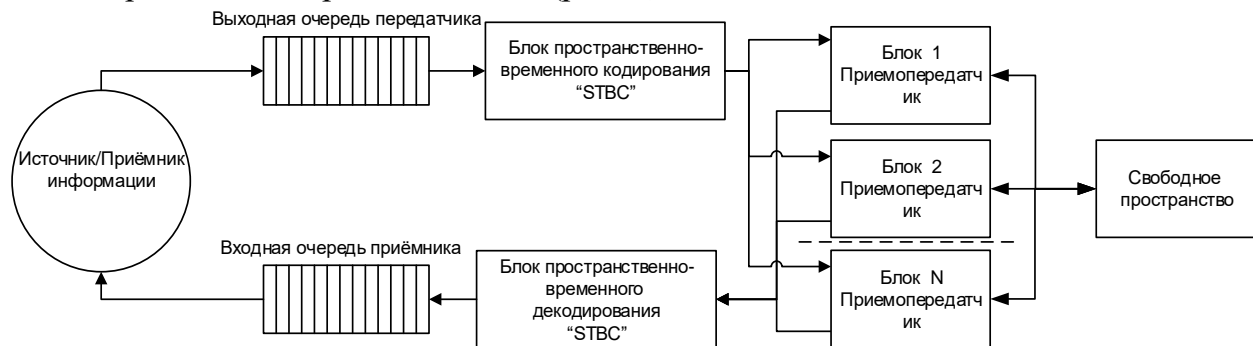 Выходная очередь передатчика
Блок пространственно-
временного кодирования
“STBC”
Блок 1
Приемопередатч
ик
Источник/Приёмник
информации
Блок 2
Приемопередатч
ик
Свободное
пространство
Входная очередь приёмника
Блок пространственно-
временного
декодирования
“STBC”
Блок N
Приемопередатч
ик